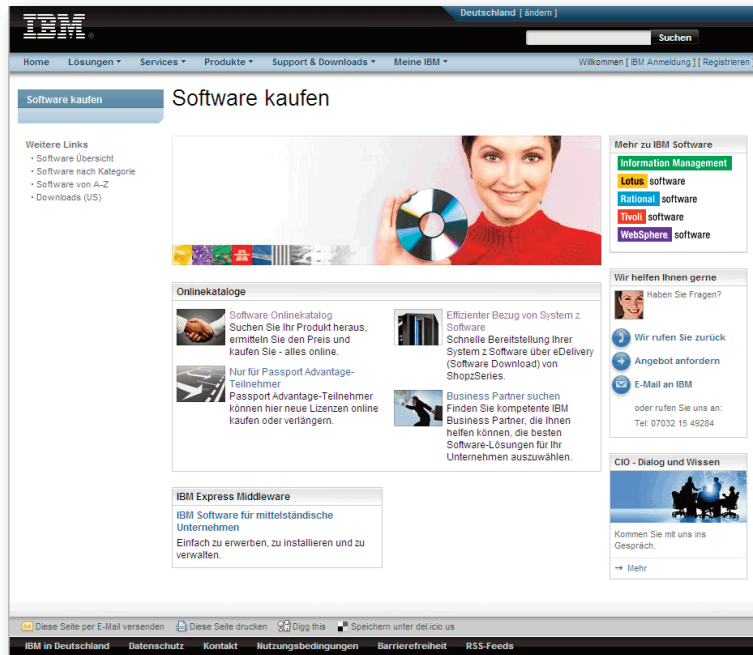 Deutschland [ ändern ]
IBM®
Suchen
Home Lösungen Services Produkte Support & Downloads Meine IBM Willkommen [ IBM Anmeldung ] [ Registrieren ]
Software kaufen
Weitere Links
· Software Übersicht
· Software nach Kategorie
· Software von A-Z
· Downloads (US)
Software kaufen
Onlinekataloge
Software Onlinekatalog
Suchen Sie Ihr Produkt heraus,
ermitteln Sie den Preis und
kaufen Sie - alles online.
Nur für Passport Advantage-
Teilnehmer
Passport Advantage-Teilnehmer
können hier neue Lizenzen online
kaufen oder verlängern.
Effizienter Bezug von System z
Software
Schnelle Bereitstellung Ihrer
System z Software über eDelivery
(Software Download) von
ShopzSeries.
Business Partner suchen
Finden Sie kompetente IBM
Business Partner, die Ihnen
helfen können, die besten
Software-Lösungen für Ihr
Unternehmen auszuwählen.
IBM Express Middleware
IBM Software für mittelständische
Unternehmen
Einfach zu erwerben, zu installieren und zu
verwalten.
Mehr zu IBM Software
Information Management
Lotus software
Rational software
Tivoli software
WebSphere software
Wir helfen Ihnen gerne
Haben Sie Fragen?
Wir rufen Sie zurück
Angebot anfordern
E-Mail an IBM
oder rufen Sie uns an:
Tel: 07032 15 49284
CIO - Dialog und Wissen
Kommen Sie mit uns ins
Gespräch.
→ Mehr
Diese Seite per E-Mail versenden Diese Seite drucken Digg this Speichern unter del.icio.us
IBM in Deutschland Datenschutz Kontakt Nutzungsbedingungen Barrierefreiheit RSS-Feeds